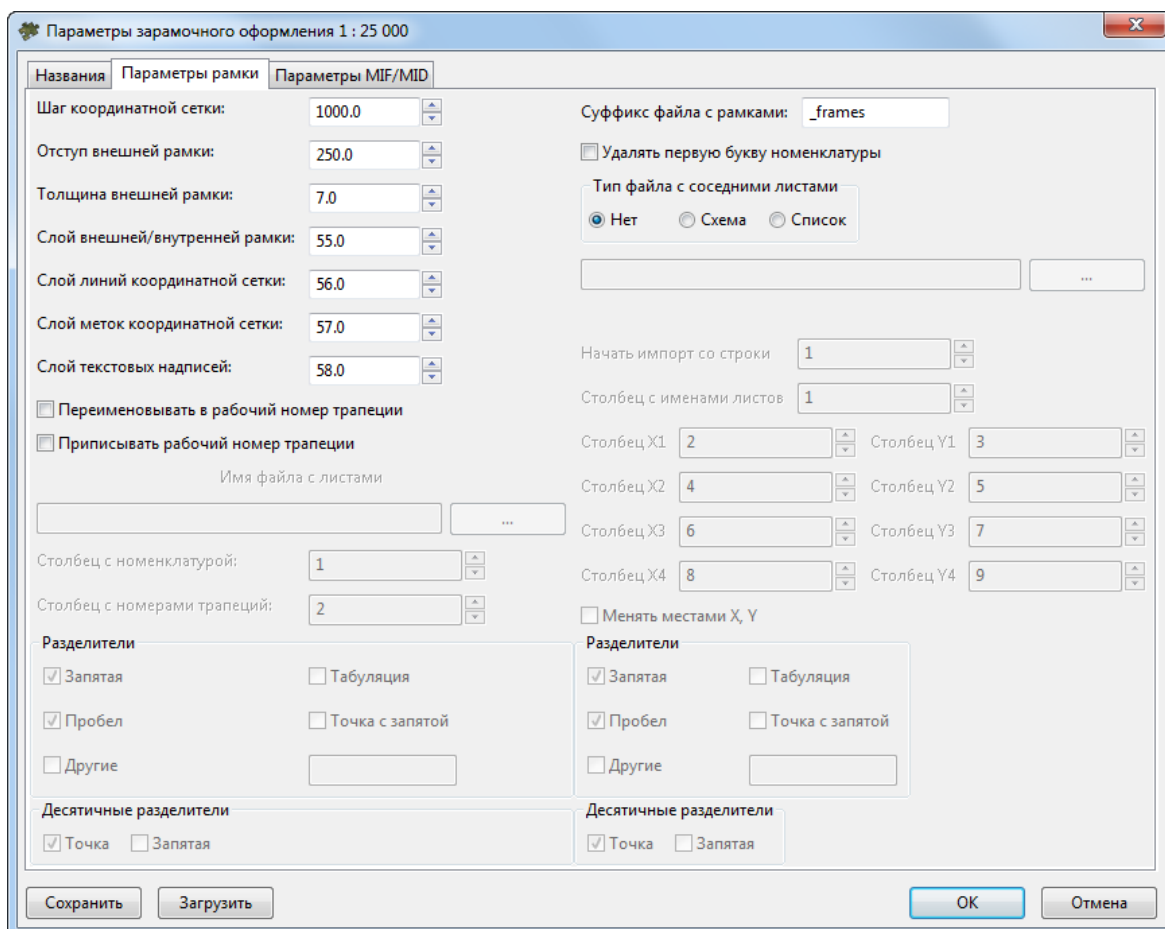 Параметры зарамочного оформления 1 : 25 000
Названия
Параметры рамки
Параметры MIF/MID
Шаг координатной сетки: 1000.0
Отступ внешней рамки: 250.0
Толщина внешней рамки: 7.0
Слой внешней/внутренней рамки: 55.0
Слой линий координатной сетки: 56.0
Слой меток координатной сетки: 57.0
Слой текстовых надписей: 58.0
Переименовывать в рабочий номер трапеции
Приписывать рабочий номер трапеции
Имя файла с листами
...
Столбец с номенклатурой: 1
Столбец с номерами трапеций: 2
Разделители
Запятая
Табуляция
Пробел
Точка с запятой
Другие
Десятичные разделители
Точка
Запятая
Суффикс файла с рамками: _frames
Удалять первую букву номенклатуры
Тип файла с соседними листами
Нет
Схема
Список
...
Начать импорт со строки 1
Столбец с именами листов 1
Столбец X1 2 Столбец Y1 3
Столбец X2 4 Столбец Y2 5
Столбец X3 6 Столбец Y3 7
Столбец X4 8 Столбец Y4 9
Менять местами X, Y
Разделители
Запятая
Табуляция
Пробел
Точка с запятой
Другие
Десятичные разделители
Точка
Запятая
Сохранить
Загрузить
OK
Отмена